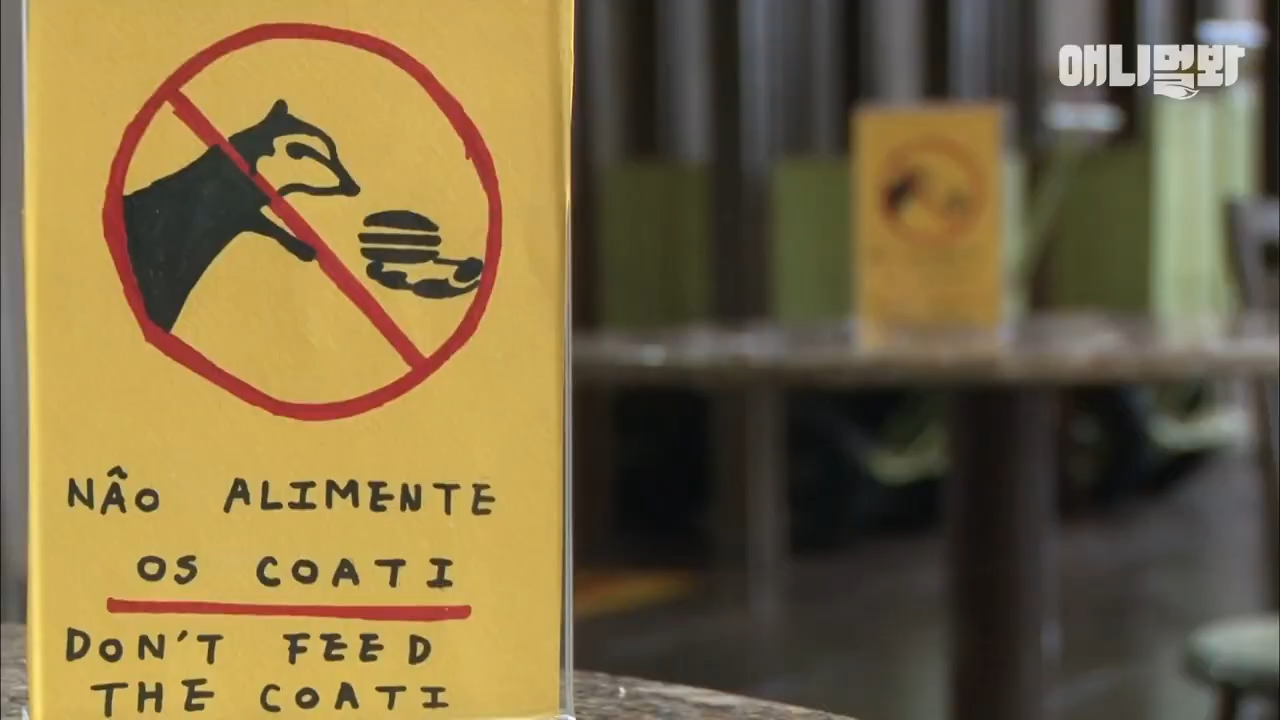 애니멀봐
NÂO ALIMENTE
OS COATI
DON'T FEED
THE COATI